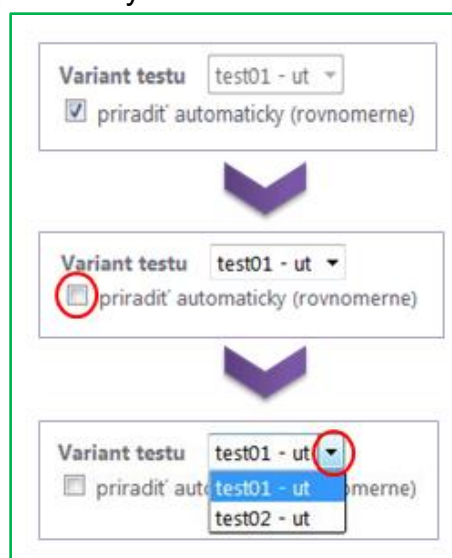 Variant testu test01 - ut
priradiť automaticky (rovnomerne)
Variant testu test01 - ut
priradiť automaticky (rovnomerne)
Variant testu test01 - ut
priradiť aut test01 - ut omerne)
test02 - ut